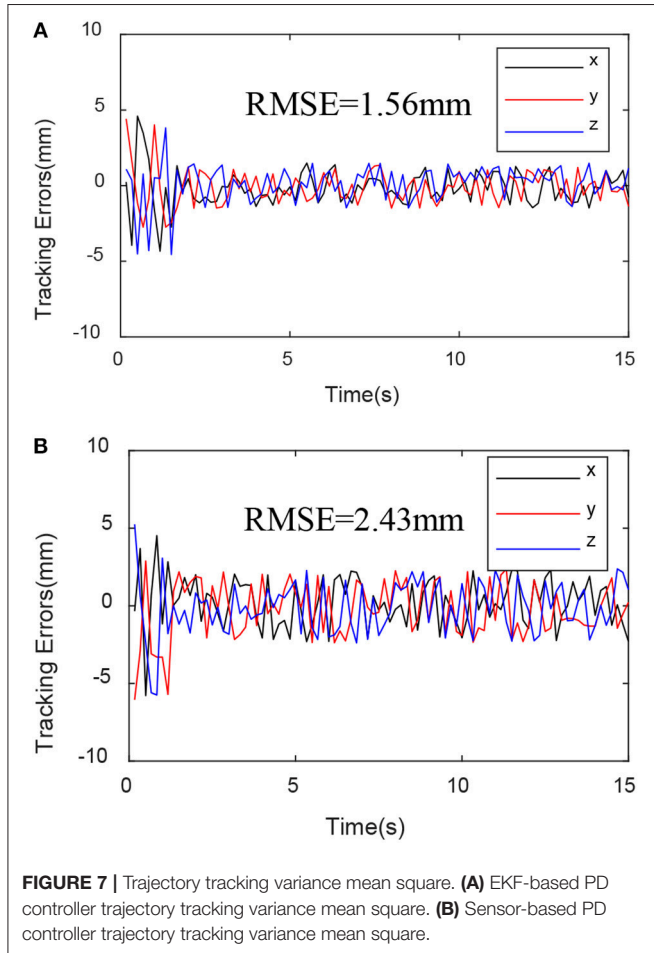 A
10
5
0
-5
-10
Tracking Errors(mm)
RMSE=1.56mm
x
y
z
0 5 10 15
Time(s)
B
10
5
0
-5
-10
Tracking Errors(mm)
RMSE=2.43mm
x
y
z
0 5 10 15
Time(s)
FIGURE 7 | Trajectory tracking variance mean square. (A) EKF-based PD
controller trajectory tracking variance mean square. (B) Sensor-based PD
controller trajectory tracking variance mean square.